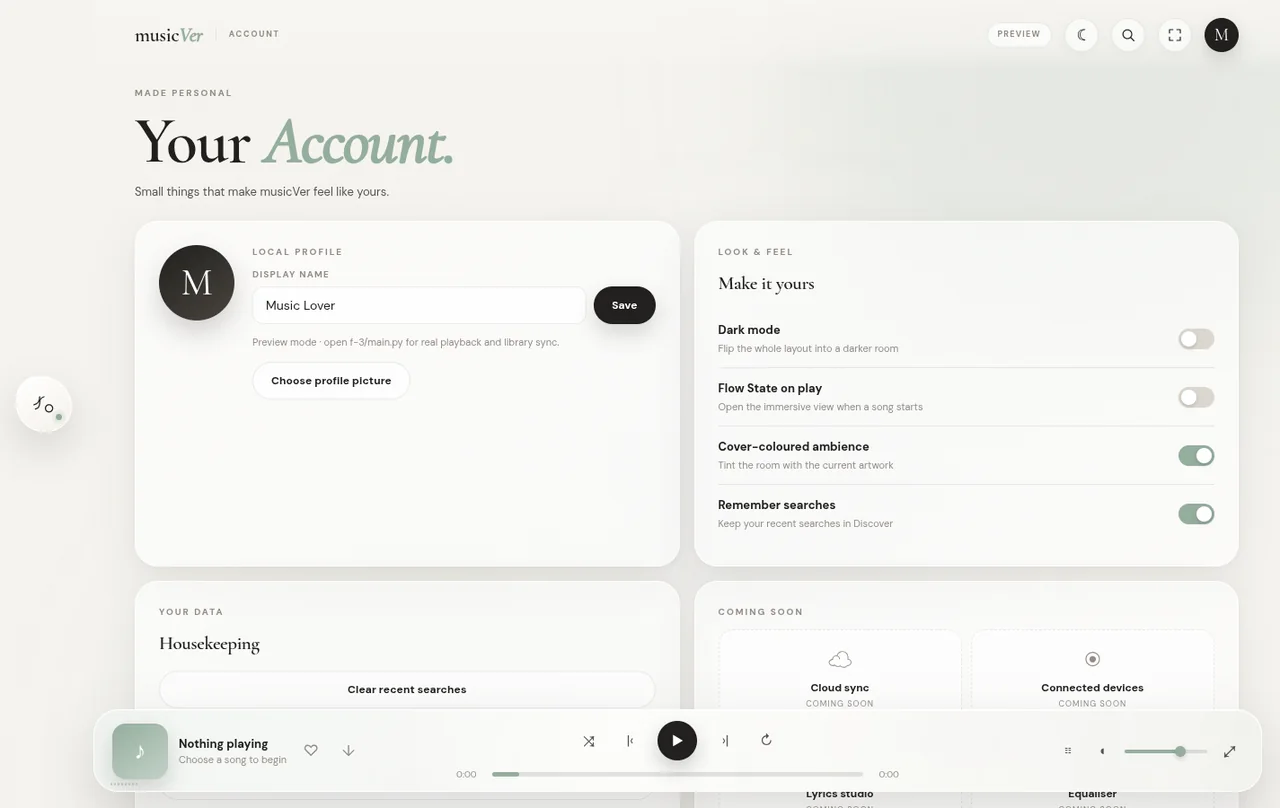 musicVer
ACCOUNT
PREVIEW
M
MADE PERSONAL
Your Account.
Small things that make musicVer feel like yours.
M
LOCAL PROFILE
DISPLAY NAME
Music Lover
Save
Preview mode · open f-3/main.py for real playback and library sync.
Choose profile picture
LOOK & FEEL
Make it yours
Dark mode
Flip the whole layout into a darker room
Flow State on play
Open the immersive view when a song starts
Cover-coloured ambience
Tint the room with the current artwork
Remember searches
Keep your recent searches in Discover
YOUR DATA
Housekeeping
Clear recent searches
COMING SOON
Cloud sync
COMING SOON
Connected devices
COMING SOON
Nothing playing
Choose a song to begin
0:00
0:00
Lyrics studio
Equaliser
COMING SOON
COMING SOON